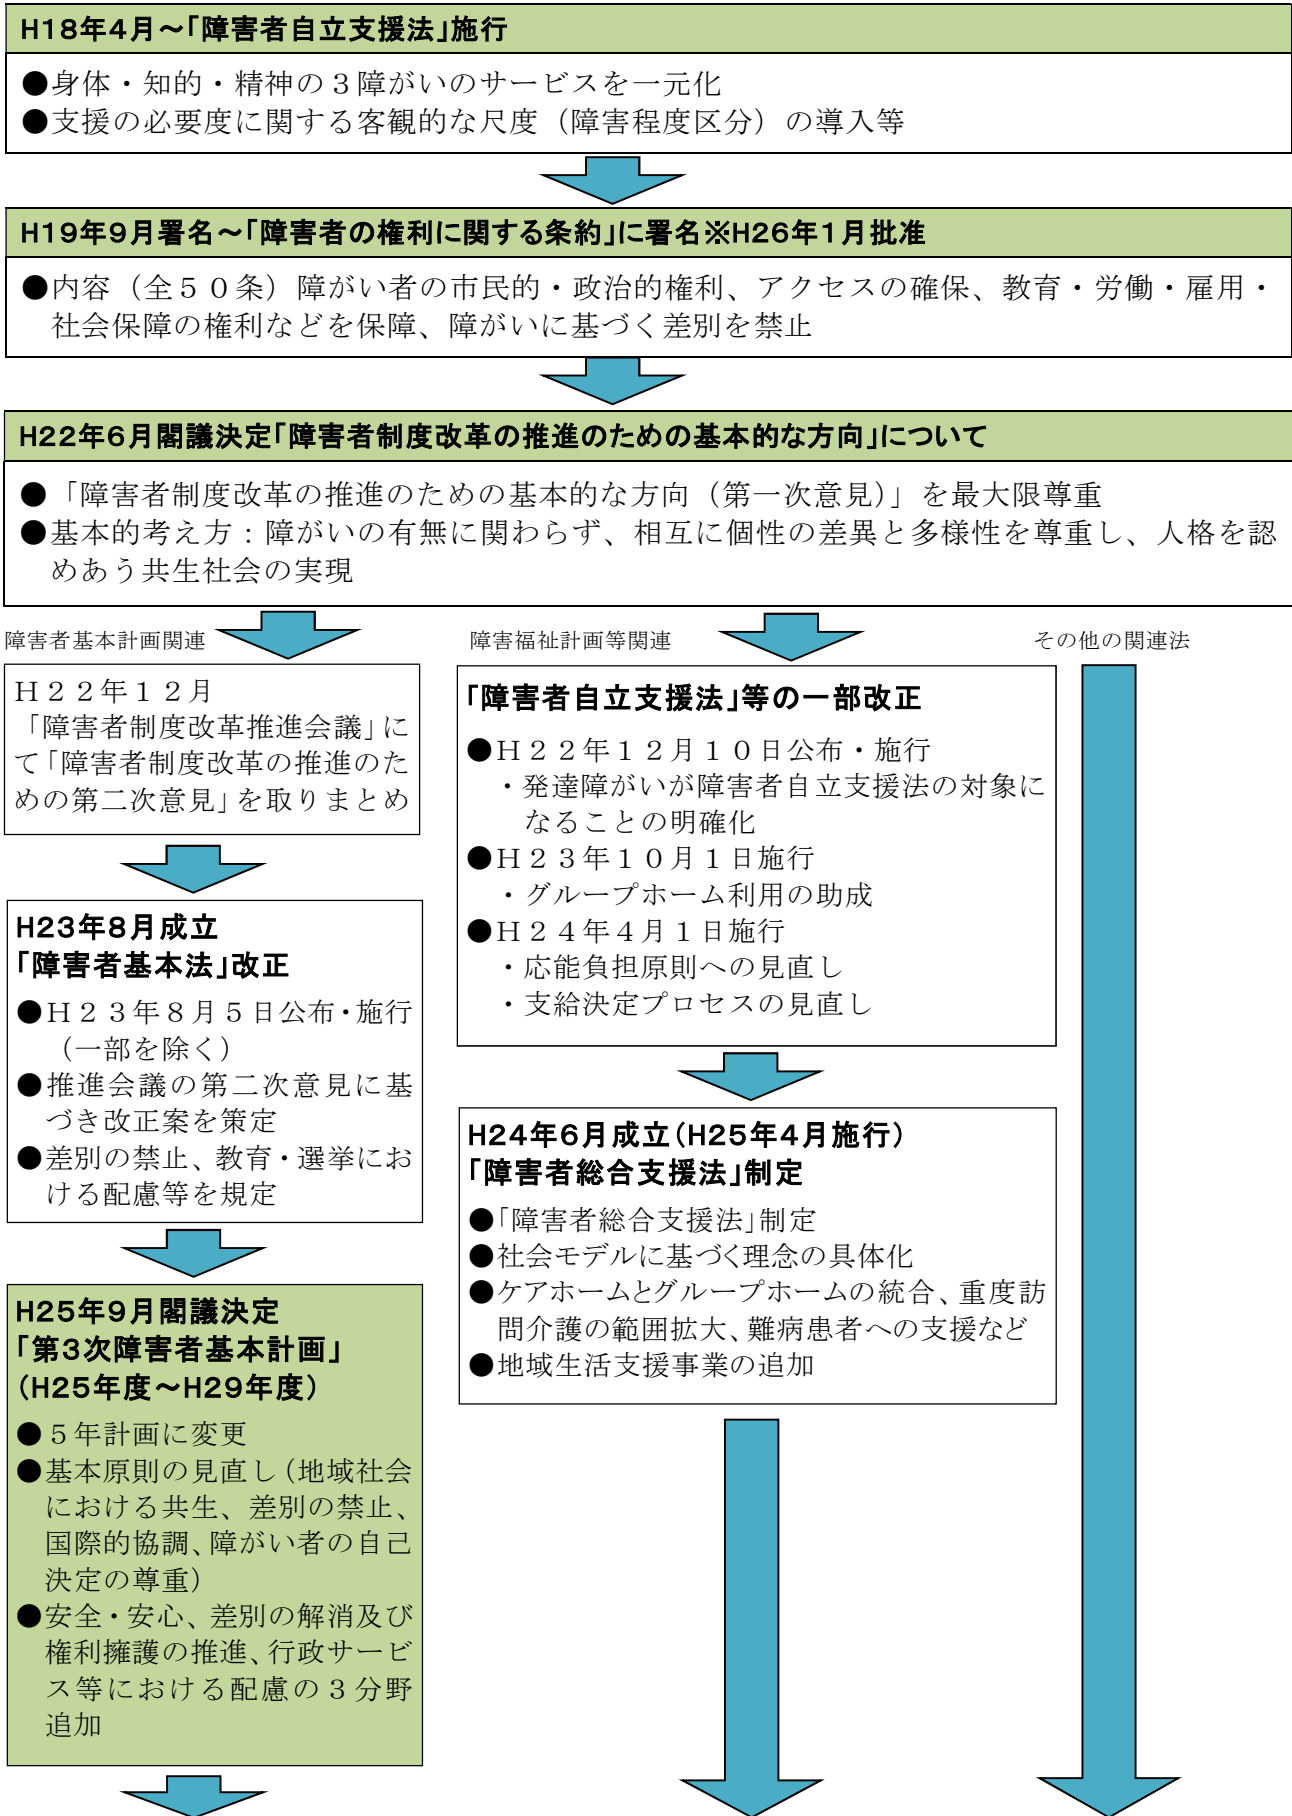 H18年4月～「障害者自立支援法」施行
●身体・知的・精神の３障がいのサービスを一元化
●支援の必要度に関する客観的な尺度（障害程度区分）の導入等
H19年9月署名～「障害者の権利に関する条約」に署名※H26年1月批准
●内容（全５０条）障がい者の市民的・政治的権利、アクセスの確保、教育・労働・雇用・
社会保障の権利などを保障、障がいに基づく差別を禁止
H22年6月閣議決定「障害者制度改革の推進のための基本的な方向」について
●「障害者制度改革の推進のための基本的な方向（第一次意見）」を最大限尊重
●基本的考え方：障がいの有無に関わらず、相互に個性の差異と多様性を尊重し、人格を認
めあう共生社会の実現
障害者基本計画関連
H２２年１２月
「障害者制度改革推進会議」に
て「障害者制度改革の推進のた
めの第二次意見」を取りまとめ
H23年8月成立
「障害者基本法」改正
●H２３年８月５日公布・施行
（一部を除く）
●推進会議の第二次意見に基
づき改正案を策定
●差別の禁止、教育・選挙にお
ける配慮等を規定
H25年9月閣議決定
「第3次障害者基本計画」
（H25年度～H29年度）
●５年計画に変更
●基本原則の見直し（地域社会
における共生、差別の禁止、
国際的協調、障がい者の自己
決定の尊重）
●安全・安心、差別の解消及び
権利擁護の推進、行政サービ
ス等における配慮の３分野
追加
障害福祉計画等関連
「障害者自立支援法」等の一部改正
●H２２年１２月１０日公布・施行
・発達障がいが障害者自立支援法の対象に
なることの明確化
●H２３年１０月１日施行
・グループホーム利用の助成
●H２４年４月１日施行
・応能負担原則への見直し
・支給決定プロセスの見直し
H24年6月成立（H25年4月施行）
「障害者総合支援法」制定
●「障害者総合支援法」制定
●社会モデルに基づく理念の具体化
●ケアホームとグループホームの統合、重度訪
問介護の範囲拡大、難病患者への支援など
●地域生活支援事業の追加
その他の関連法